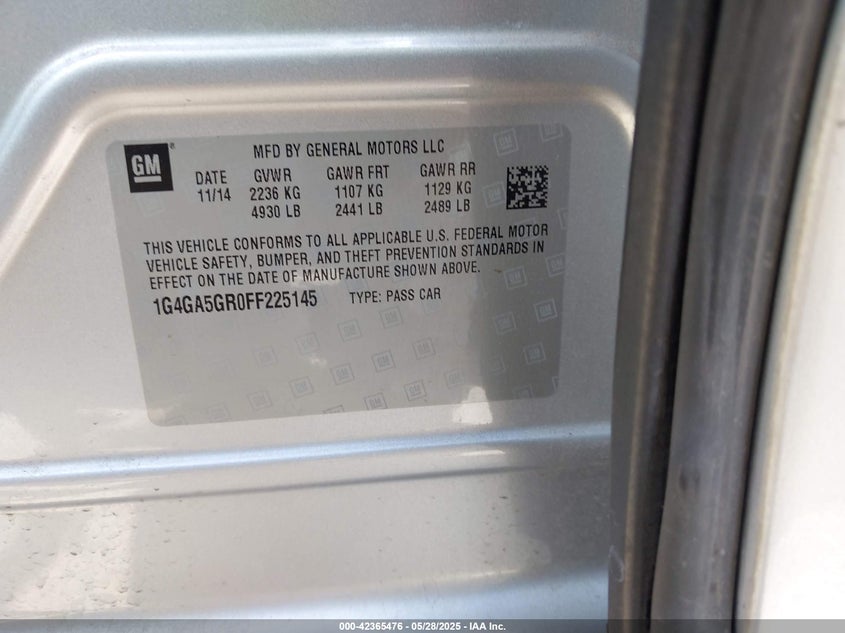 GM ® MFD BY GENERAL MOTORS LLC
DATE GVWR GAWR FRT GAWR RR
11/14 2236 KG 1107 KG 1129 KG
4930 LB 2441 LB 2489 LB
THIS VEHICLE CONFORMS TO ALL APPLICABLE U.S. FEDERAL MOTOR
VEHICLE SAFETY, BUMPER, AND THEFT PREVENTION STANDARDS IN
EFFECT ON THE DATE OF MANUFACTURE SHOWN ABOVE.
1G4GA5GR0FF225145 TYPE: PASS CAR
000-42365476 - 05/28/2025 - IAA Inc.